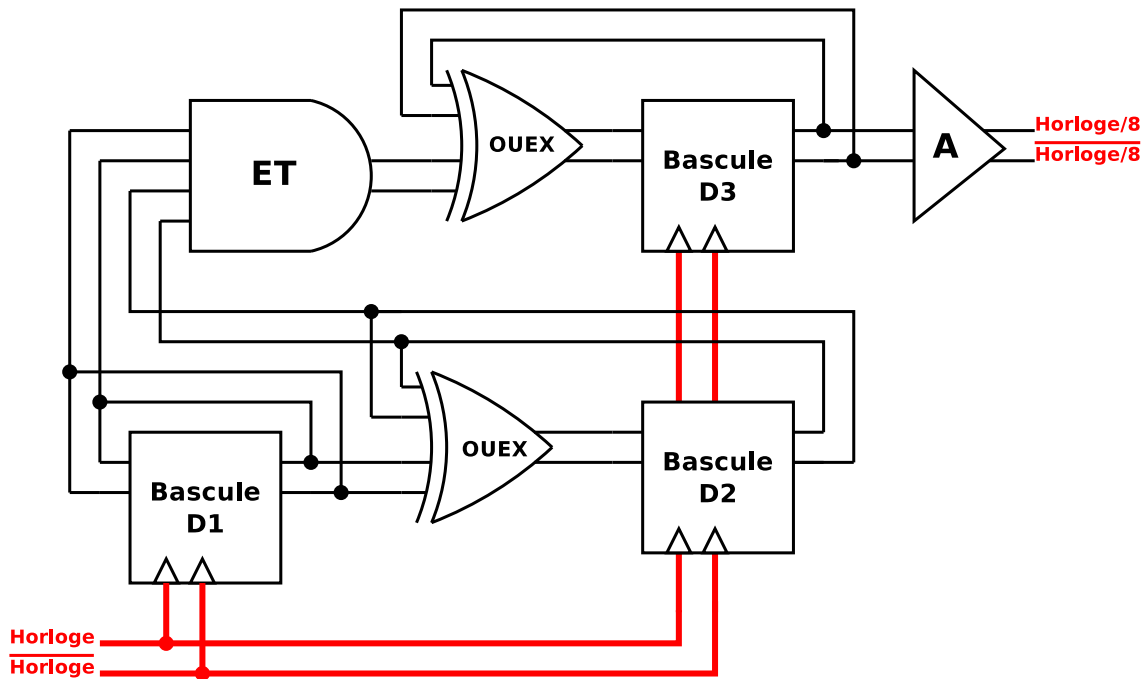 ET
OUEX
Bascule
D3
A
Horloge/8
Horloge/8
OUEX
Bascule
D2
Bascule
D1
Horloge
Horloge